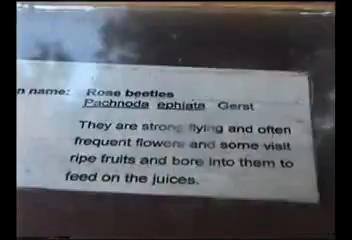 n name: Rose beetles
Pachnoda ephiata Gerst
They are strong flying and often
frequent flowers and some visit
ripe fruits and bore into them to
feed on the juices.